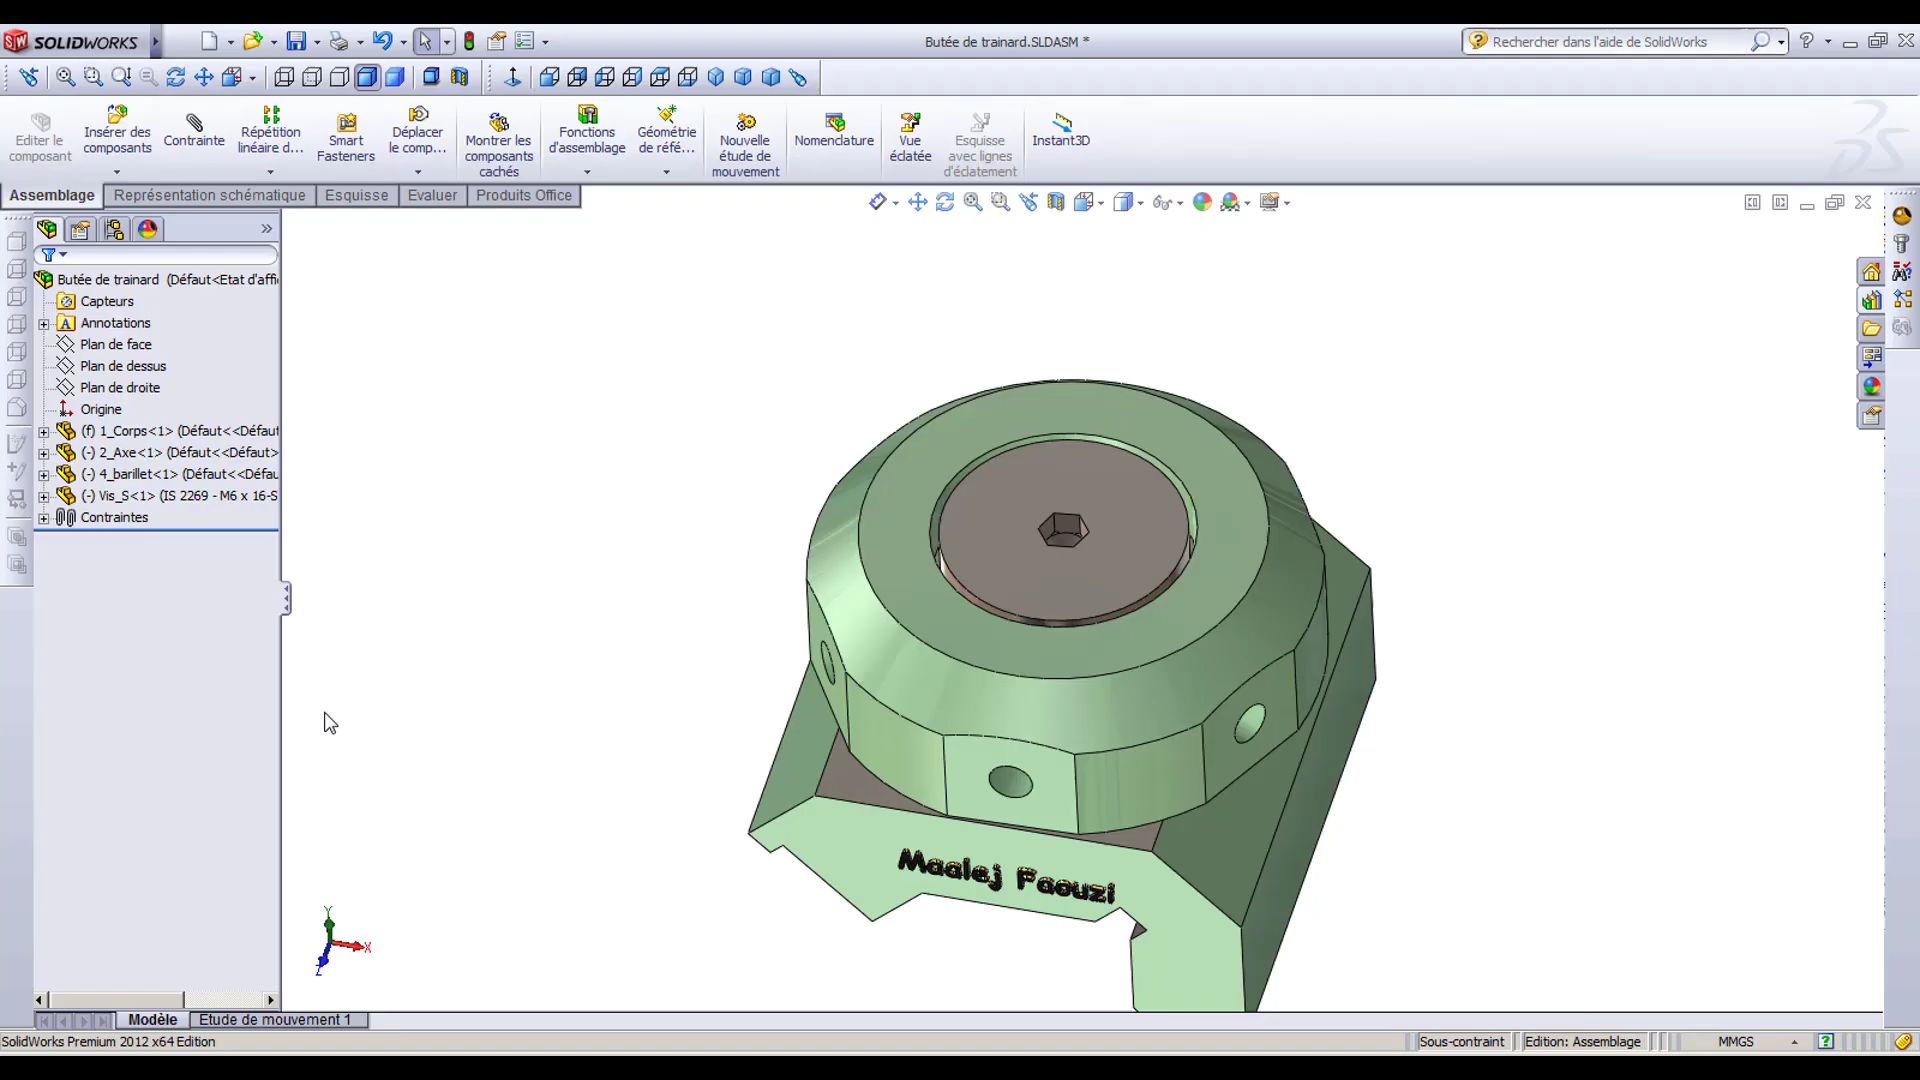 SOLIDWORKS
Butée de trainard.SLDASM *
Rechercher dans l'aide de SolidWorks
Editer le composant
Insérer des composants
Contrainte
Répétition linéaire d...
Smart Fasteners
Déplacer le comp...
Montrer les composants cachés
Fonctions d'assemblage
Géométrie de réfé...
Nouvelle étude de mouvement
Nomenclature
Vue éclatée
Esquisse avec lignes d'éclatement
Instant3D
Assemblage
Représentation schématique
Esquisse
Evaluer
Produits Office
Butée de trainard (Défaut<Etat d'affi
Capteurs
Annotations
Plan de face
Plan de dessus
Plan de droite
Origine
(f) 1_Corps<1> (Défaut<<Défaut
(-) 2_Axe<1> (Défaut<<Défaut>
(-) 4_barillet<1> (Défaut<<Défau
(-) Vis_S<1> (IS 2269 - M6 x 16-S
Contraintes
Maalej Faouzi
Y
X
Z
Modèle
Etude de mouvement 1
SolidWorks Premium 2012 x64 Edition
Sous-contraint
Edition: Assemblage
MMGS